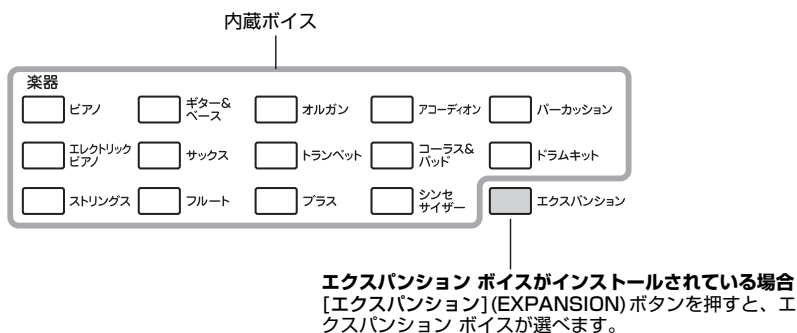 内蔵ボイス
楽器
ピアノ
ギター&
ベース
オルガン
アコーディオン
パーカッション
エレクトリック
ピアノ
サックス
トランペット
コーラス&
パッド
ドラムキット
ストリングス
フルート
ブラス
シンセ
サイザー
エクスパンション
エクスパンション ボイスがインストールされている場合
[エクスパンション](EXPANSION)ボタンを押すと、エ
クスパンション ボイスが選べます。